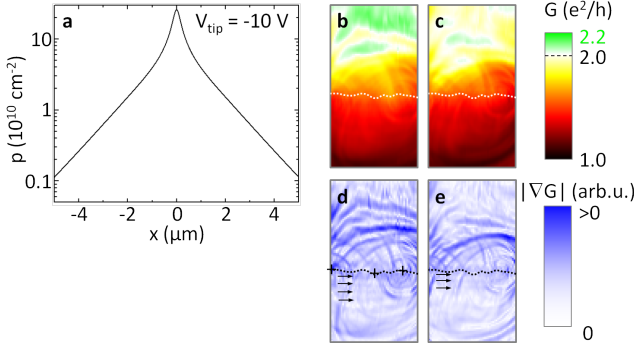 a
V_tip = -10 V
10
1
0.1
p (10^10 cm^-2)
-4 -2 0 2 4
x (μm)
b
c
G (e^2/h)
2.2
2.0
1.0
d
e
|∇G| (arb.u.)
>0
0